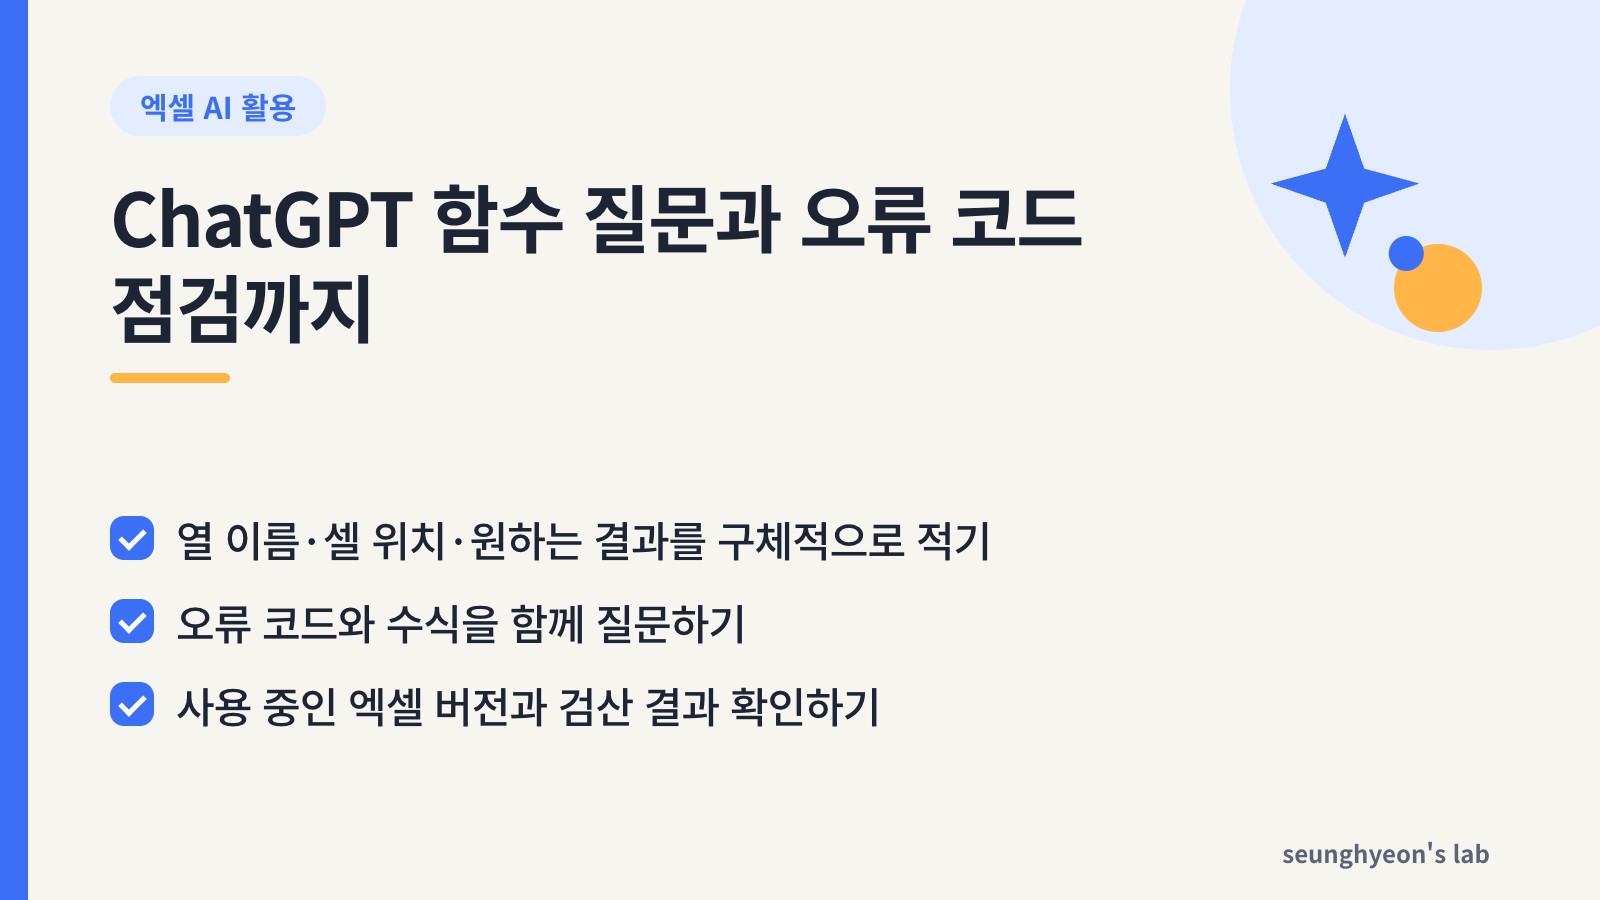 엑셀 AI 활용
ChatGPT 함수 질문과 오류 코드
점검까지
열 이름·셀 위치·원하는 결과를 구체적으로 적기
오류 코드와 수식을 함께 질문하기
사용 중인 엑셀 버전과 검산 결과 확인하기
seunghyeon's lab